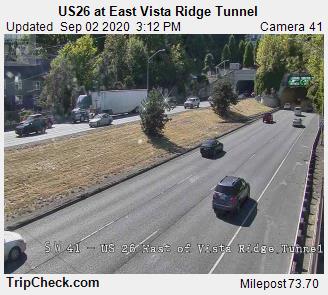 US26 at East Vista Ridge Tunnel
Updated Sep 02 2020 3:12 PM Camera 41
SW 41 - US 26 East of Vista Ridge Tunnel
TripCheck.com Milepost 73.70